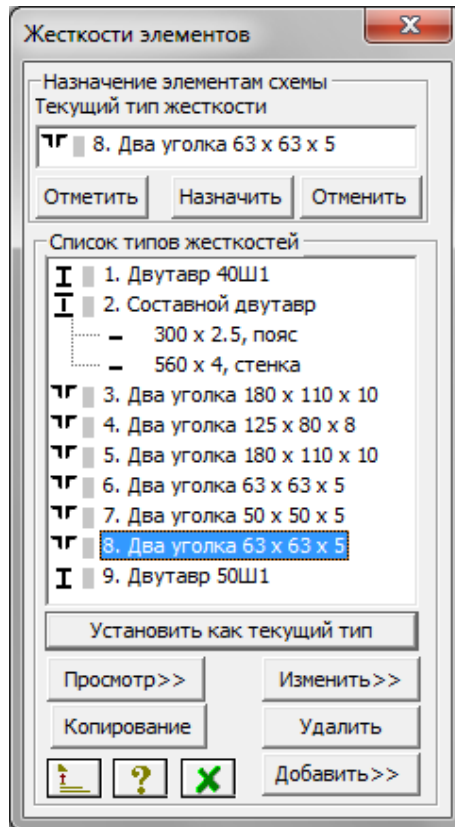 Жесткости элементов
Назначение элементам схемы
Текущий тип жесткости
8. Два уголка 63 x 63 x 5
Отметить Назначить Отменить
Список типов жесткостей
1. Двутавр 40Ш1
2. Составной двутавр
300 x 2.5, пояс
560 x 4, стенка
3. Два уголка 180 x 110 x 10
4. Два уголка 125 x 80 x 8
5. Два уголка 180 x 110 x 10
6. Два уголка 63 x 63 x 5
7. Два уголка 50 x 50 x 5
8. Два уголка 63 x 63 x 5
9. Двутавр 50Ш1
Установить как текущий тип
Просмотр>> Изменить>>
Копирование Удалить
Добавить>>